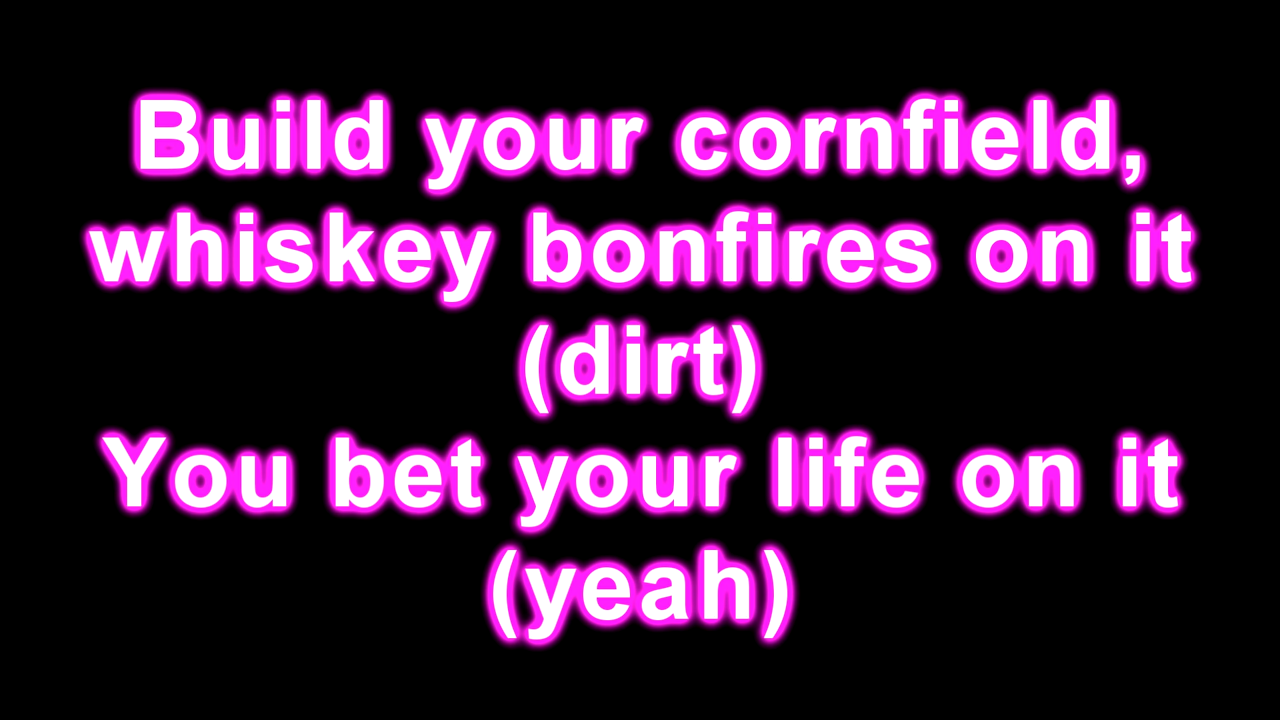 Build your cornfield,
whiskey bonfires on it
(dirt)
You bet your life on it
(yeah)